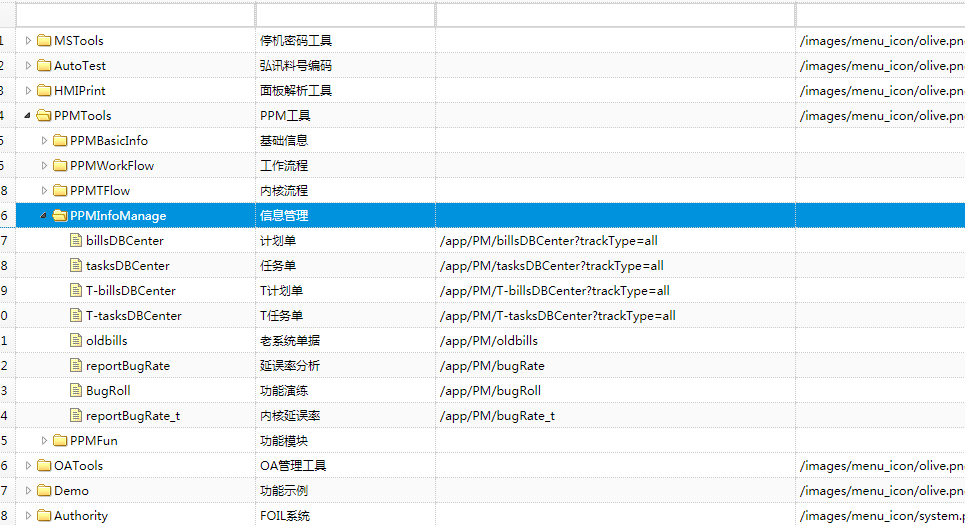 1 MSTools 停机密码工具 /images/menu_icon/olive.pn
2 AutoTest 弘讯料号编码 /images/menu_icon/olive.pn
3 HMIPrint 面板解析工具 /images/menu_icon/olive.pn
4 PPMTools PPM工具 /images/menu_icon/olive.pn
5 PPMBasicInfo 基础信息
6 PPMWorkFlow 工作流程
8 PPMTFlow 内核流程
6 PPMInfoManage 信息管理
7 billsDBCenter 计划单 /app/PM/billsDBCenter?trackType=all
8 tasksDBCenter 任务单 /app/PM/tasksDBCenter?trackType=all
9 T-billsDBCenter T计划单 /app/PM/T-billsDBCenter?trackType=all
0 T-tasksDBCenter T任务单 /app/PM/T-tasksDBCenter?trackType=all
1 oldbills 老系统单据 /app/PM/oldbills
2 reportBugRate 延误率分析 /app/PM/bugRate
3 BugRoll 功能演练 /app/PM/bugRoll
4 reportBugRate_t 内核延误率 /app/PM/bugRate_t
5 PPMFun 功能模块
6 OATools OA管理工具 /images/menu_icon/olive.pn
7 Demo 功能示例 /images/menu_icon/olive.pn
8 Authority FOIL系统 /images/menu_icon/system.p